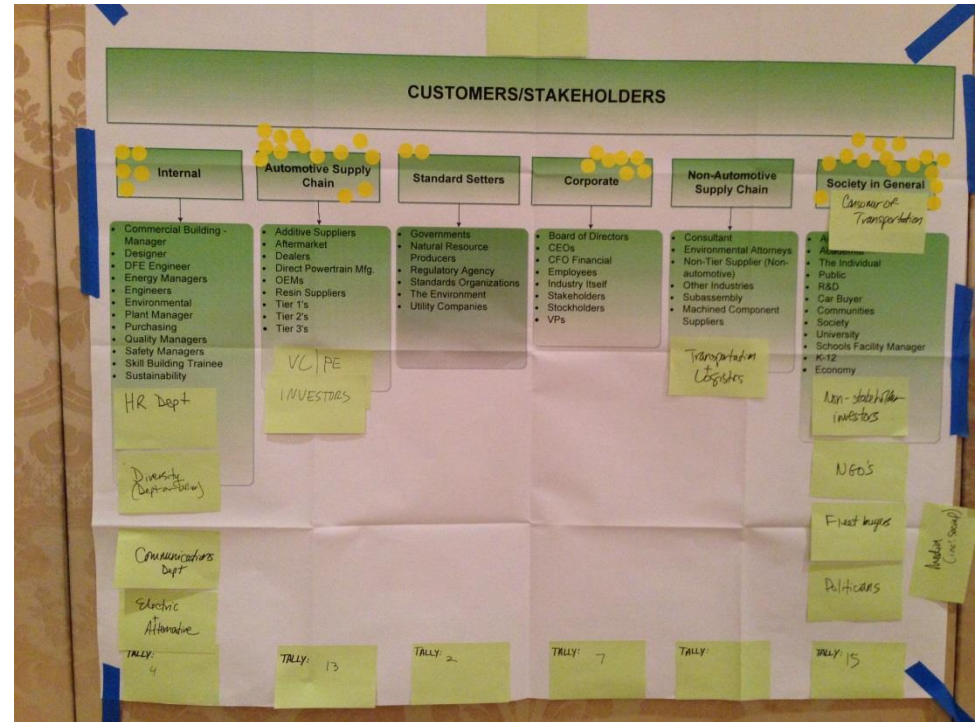 CUSTOMERS/STAKEHOLDERS
Internal
Commercial Building -
Manager
Designer
DFE Engineer
Energy Managers
Engineers
Environmental
Plant Manager
Purchasing
Quality Managers
Safety Managers
Skill Building Trainee
Sustainability
HR Dept
Diversity
Communications
Dept
Electric
+
Alternative
TALLY:
4
Automotive Supply
Chain
Additive Suppliers
Aftermarket
Dealers
Direct Powertrain Mfg.
OEMs
Resin Suppliers
Tier 1's
Tier 2's
Tier 3's
VC/PE
INVESTORS
TALLY: 13
Standard Setters
Governments
Natural Resource
Producers
Regulatory Agency
Standards Organizations
The Environment
Utility Companies
TALLY: 2
Corporate
Board of Directors
CEOs
CFO Financial
Employees
Industry Itself
Stakeholders
Stockholders
VPs
TALLY: 7
Non-Automotive
Supply Chain
Consultant
Environmental Attorneys
Non-Tier Supplier (Non-
automotive)
Other Industries
Subassembly
Machined Component
Suppliers
Transportation
+
Logistics
TALLY:
Society in General
Consumer of
Transportation
The Individual
Public
R&D
Car Buyer
Communities
Society
University
Schools Facility Manager
K-12
Economy
Non-stakeholder
investors
NGO's
Fleet buyers
Politicians
Media
(incl social)
TALLY: 15